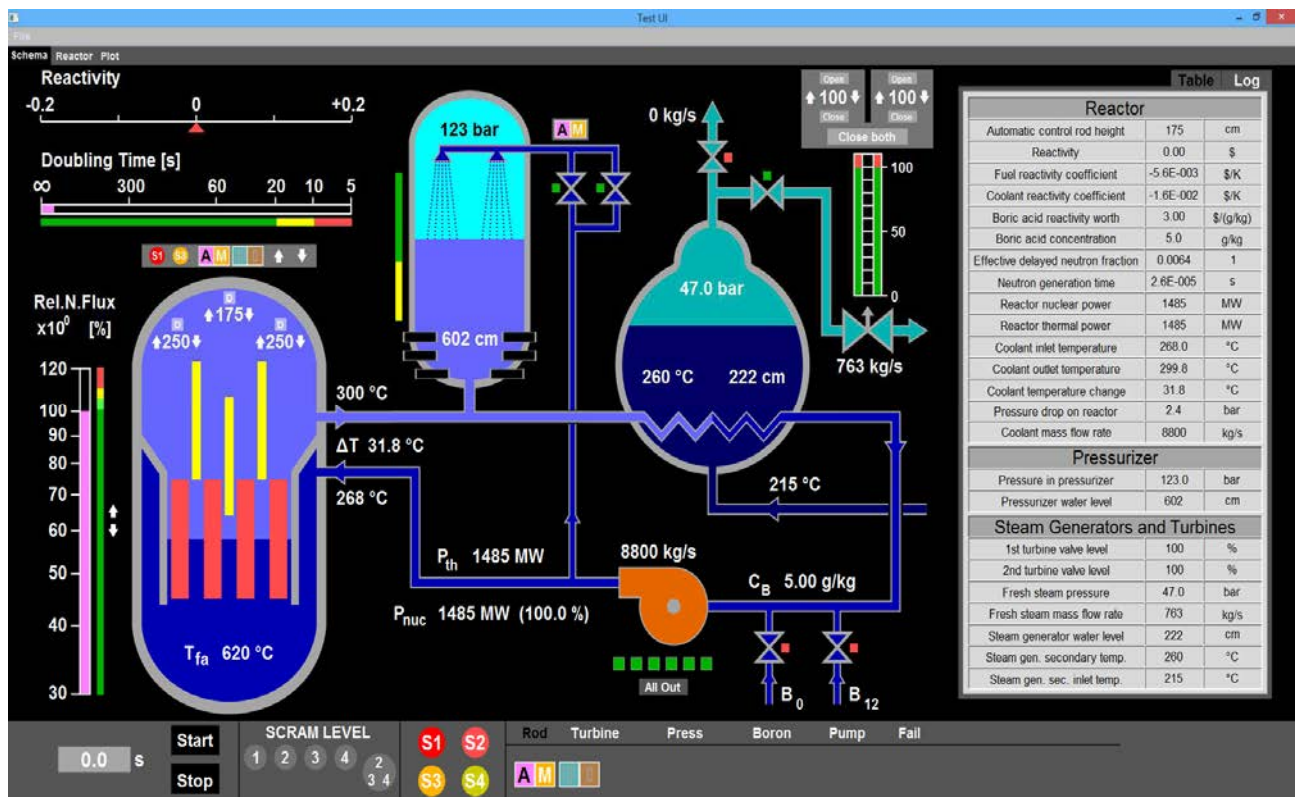 Test UI
File
Schema Reactor Plot
Reactivity
-0.2 0 +0.2
Doubling Time [s]
∞ 300 60 20 10 5
S1 S3 A M
Rel.N.Flux
x10⁰ [%]
120
100
90
80
70
60
50
40
30
D
175
D D
250 250
T_fa 620 °C
300 °C
ΔT 31.8 °C
268 °C
P_th 1485 MW
P_nuc 1485 MW (100.0 %)
123 bar
602 cm
A M
0 kg/s
Open Open
100 100
Close Close
Close both
100
50
0
47.0 bar
260 °C 222 cm
763 kg/s
215 °C
8800 kg/s
All Out
C_B 5.00 g/kg
B_0 B_12
Table Log
Reactor
Automatic control rod height 175 cm
Reactivity 0.00 $
Fuel reactivity coefficient -5.6E-003 $/K
Coolant reactivity coefficient -1.6E-002 $/K
Boric acid reactivity worth 3.00 $/(g/kg)
Boric acid concentration 5.0 g/kg
Effective delayed neutron fraction 0.0064 1
Neutron generation time 2.6E-005 s
Reactor nuclear power 1485 MW
Reactor thermal power 1485 MW
Coolant inlet temperature 268.0 °C
Coolant outlet temperature 299.8 °C
Coolant temperature change 31.8 °C
Pressure drop on reactor 2.4 bar
Coolant mass flow rate 8800 kg/s
Pressurizer
Pressure in pressurizer 123.0 bar
Pressurizer water level 602 cm
Steam Generators and Turbines
1st turbine valve level 100 %
2nd turbine valve level 100 %
Fresh steam pressure 47.0 bar
Fresh steam mass flow rate 763 kg/s
Steam generator water level 222 cm
Steam gen. secondary temp. 260 °C
Steam gen. sec. inlet temp. 215 °C
0.0 s
Start
Stop
SCRAM LEVEL
1 2 3 4 2
3 4
S1 S2
S3 S4
Rod Turbine Press Boron Pump Fail
A M